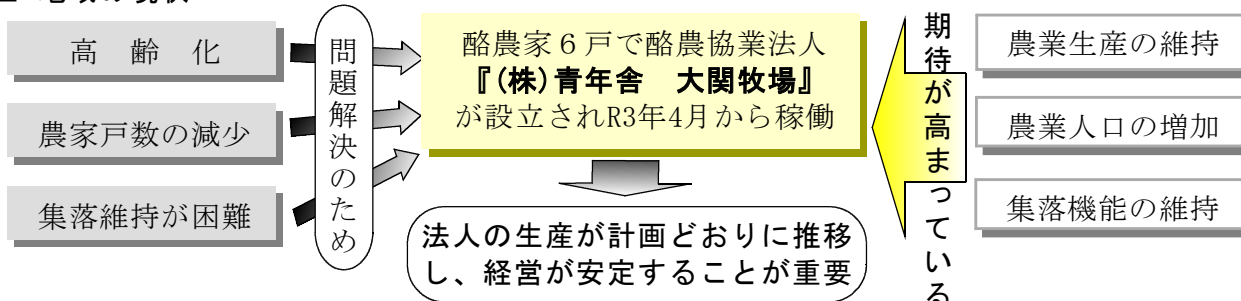 高　齢　化
農家戸数の減少
集落維持が困難
問題解決のため
酪農家６戸で酪農協業法人
『(株)青年舎　大関牧場』
が設立されR3年4月から稼働
法人の生産が計画どおりに推移
し、経営が安定することが重要
期待が高まっている
農業生産の維持
農業人口の増加
集落機能の維持